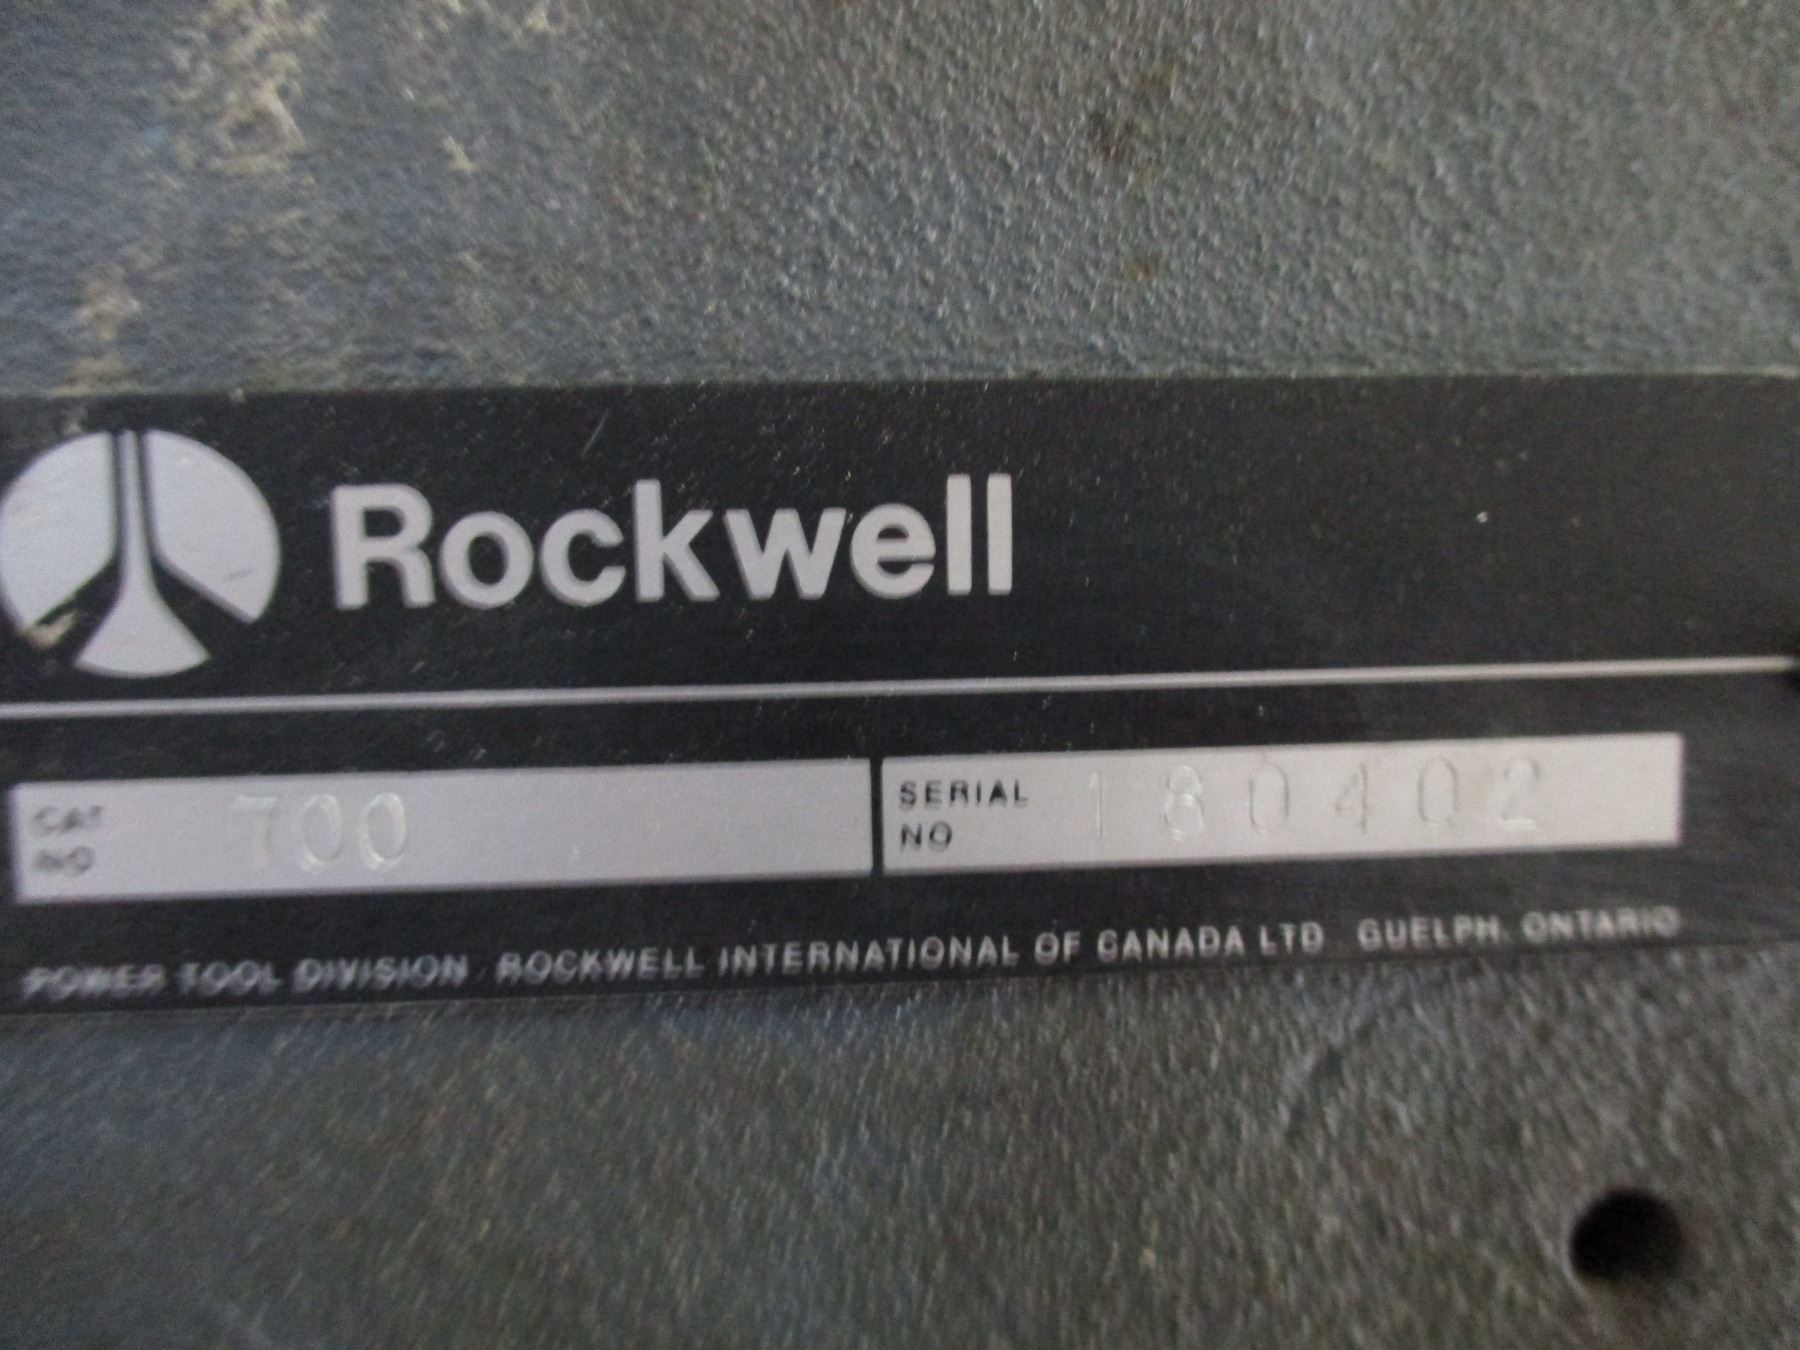 Rockwell
CAT NO 700
SERIAL NO 180402
POWER TOOL DIVISION ROCKWELL INTERNATIONAL OF CANADA LTD GUELPH ONTARIO